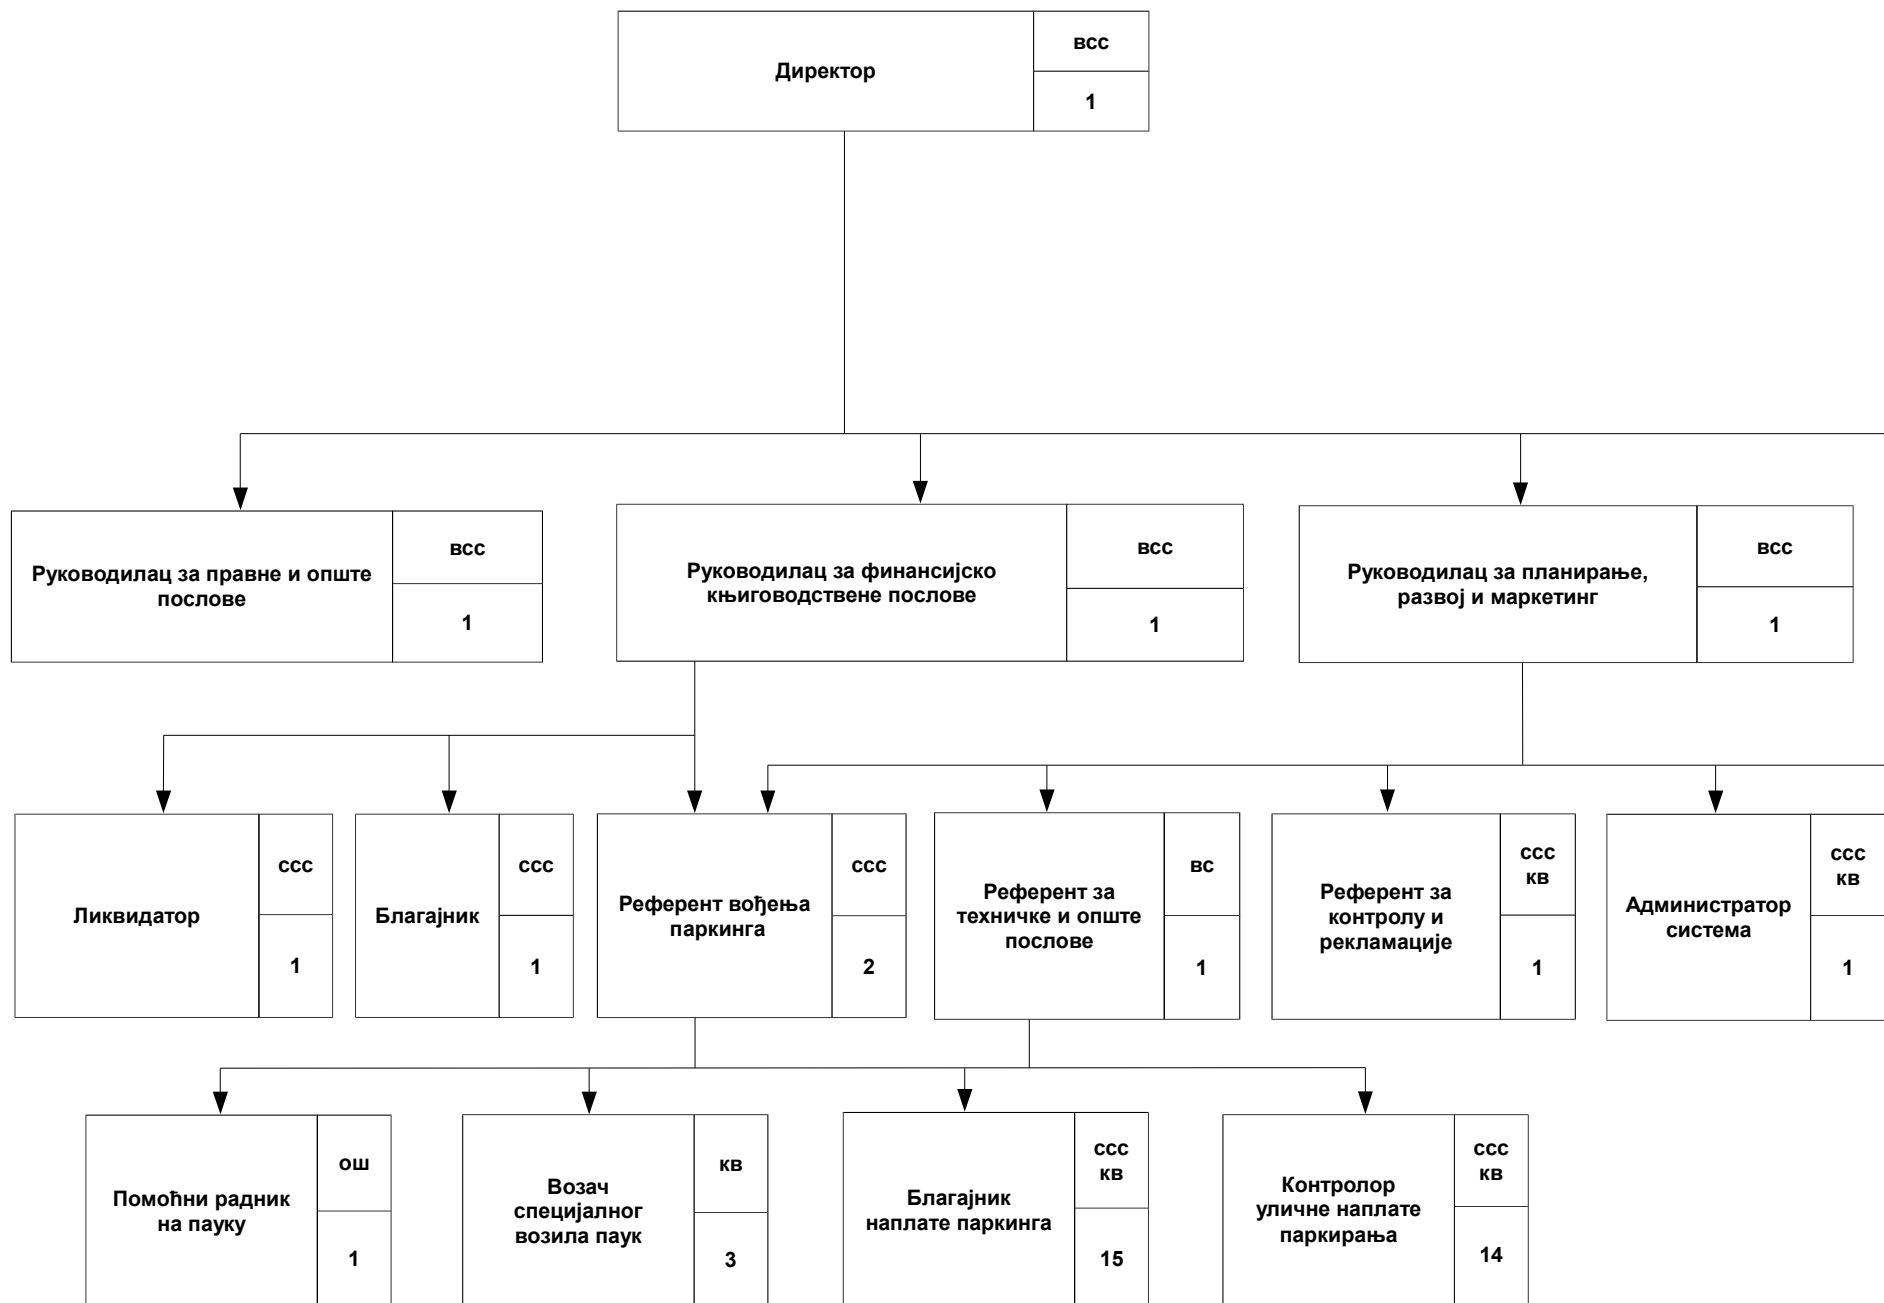 Директор
ВСС
1
Руководилац за правне и опште
послове
ВСС
1
Руководилац за финансијско
књиговодствене послове
ВСС
1
Руководилац за планирање,
развој и маркетинг
ВСС
1
Ликвидатор
ССС
1
Благајник
ССС
1
Референт вођења
паркинга
ССС
2
Референт за
техничке и опште
послове
ВС
1
Референт за
контролу и
рекламације
ССС
КВ
1
Администратор
система
ССС
КВ
1
Помоћни радник
на пауку
ОШ
1
Возач
специјалног
возила паук
КВ
3
Благајник
наплате паркинга
ССС
КВ
15
Контролор
уличне наплате
паркирања
ССС
КВ
14